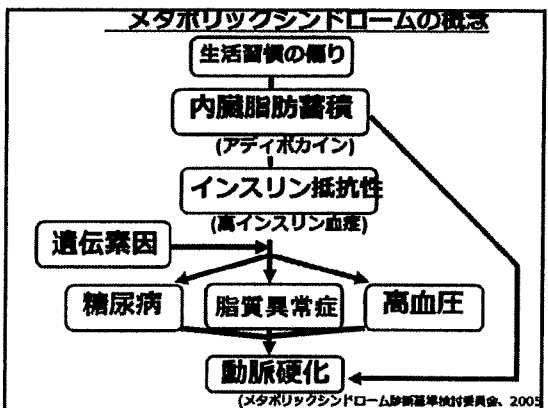 メタボリックシンドロームの概念
生活習慣の偏り
内臓脂肪蓄積
(アディポカイン)
インスリン抵抗性
(高インスリン血症)
遺伝素因
糖尿病
脂質異常症
高血圧
動脈硬化
(メタボリックシンドローム診断基準検討委員会、2005